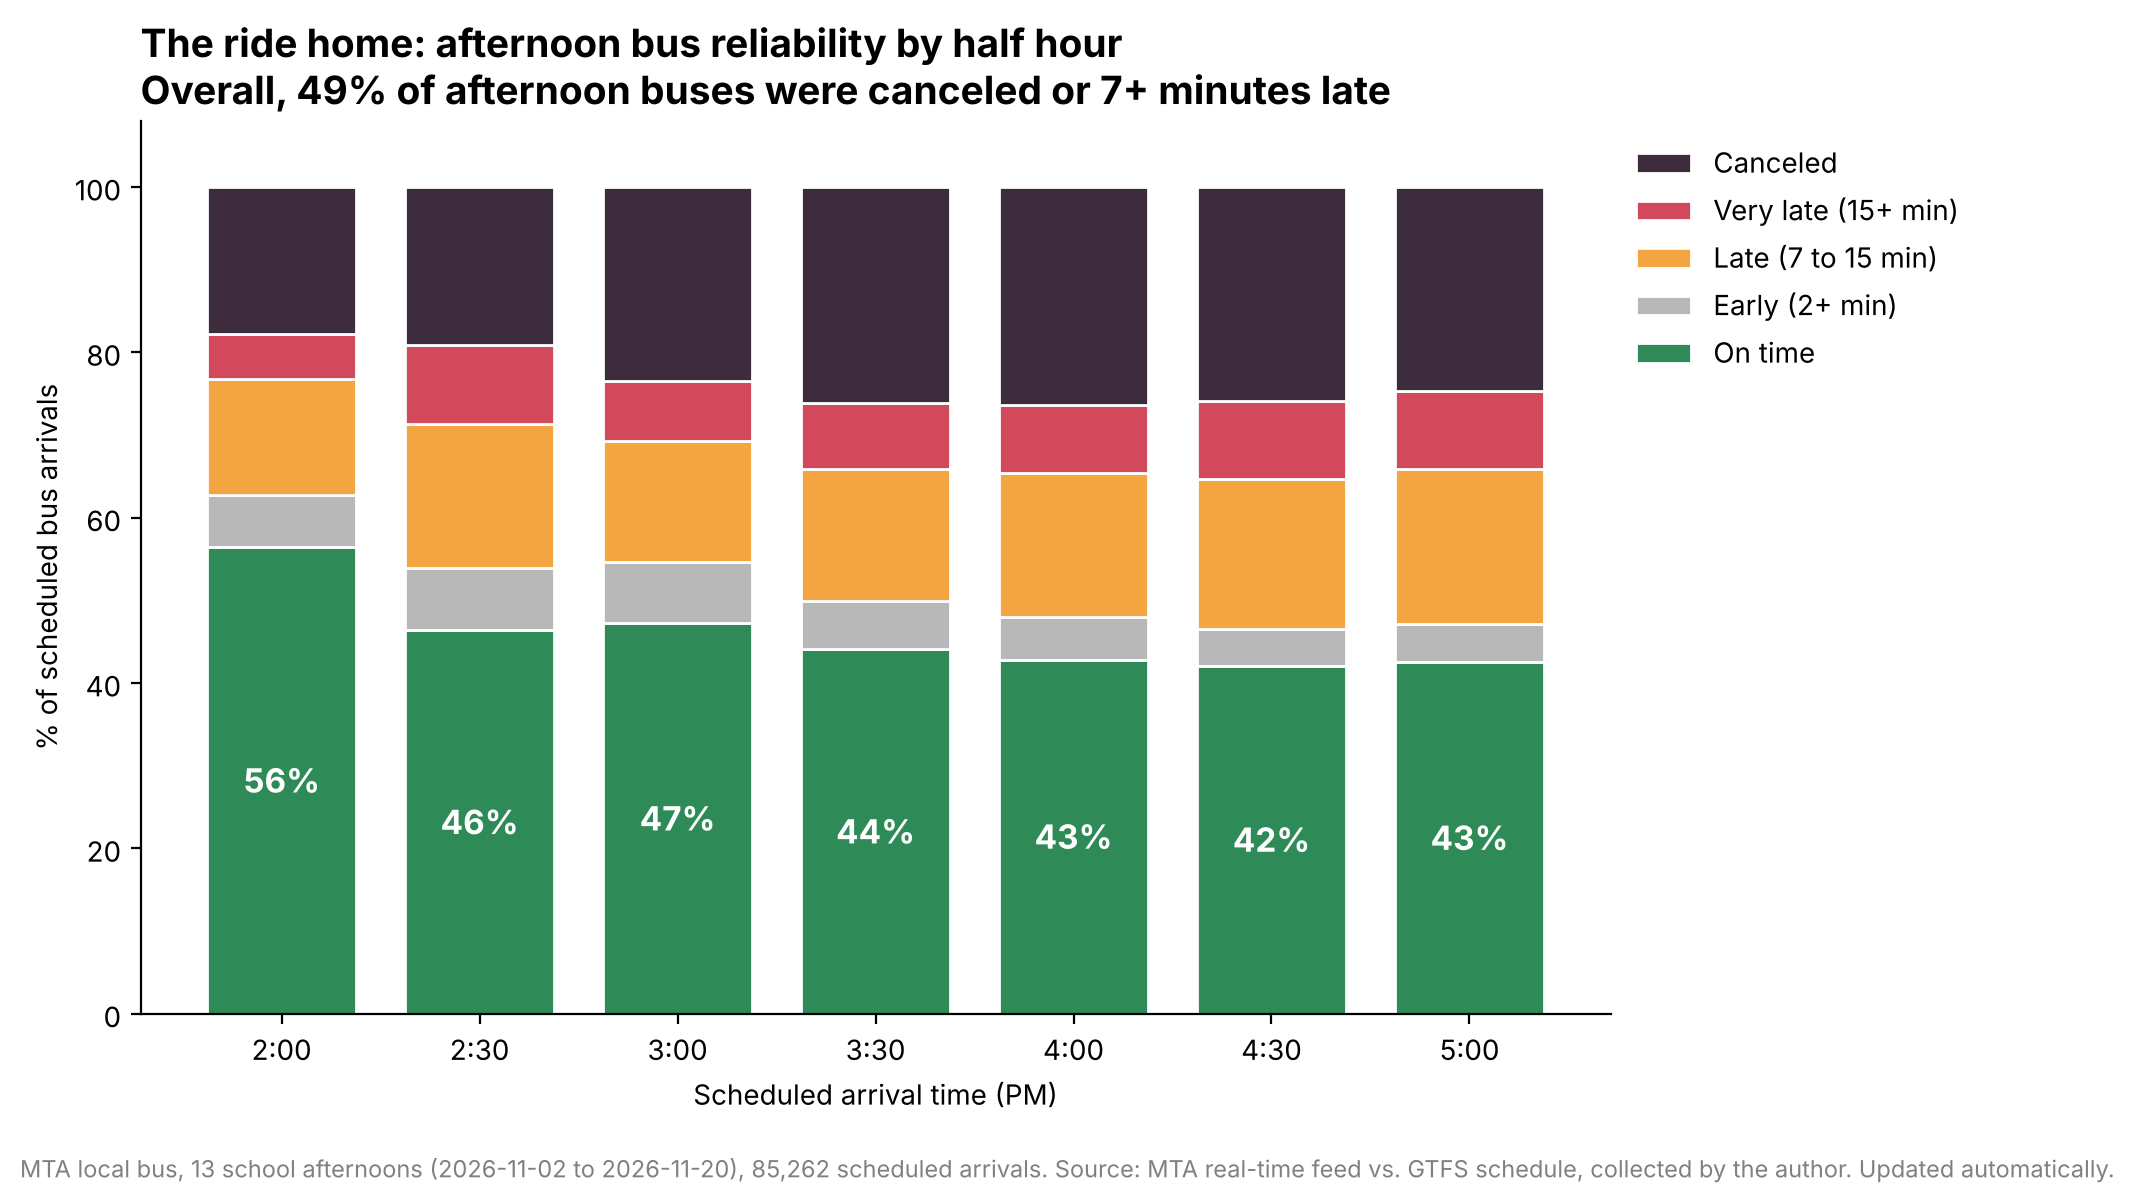 The ride home: afternoon bus reliability by half hour
Overall, 49% of afternoon buses were canceled or 7+ minutes late
Canceled
Very late (15+ min)
Late (7 to 15 min)
Early (2+ min)
On time
% of scheduled bus arrivals
100
80
60
40
20
0
56%
46%
47%
44%
43%
42%
43%
2:00
2:30
3:00
3:30
4:00
4:30
5:00
Scheduled arrival time (PM)
MTA local bus, 13 school afternoons (2026-11-02 to 2026-11-20), 85,262 scheduled arrivals. Source: MTA real-time feed vs. GTFS schedule, collected by the author. Updated automatically.